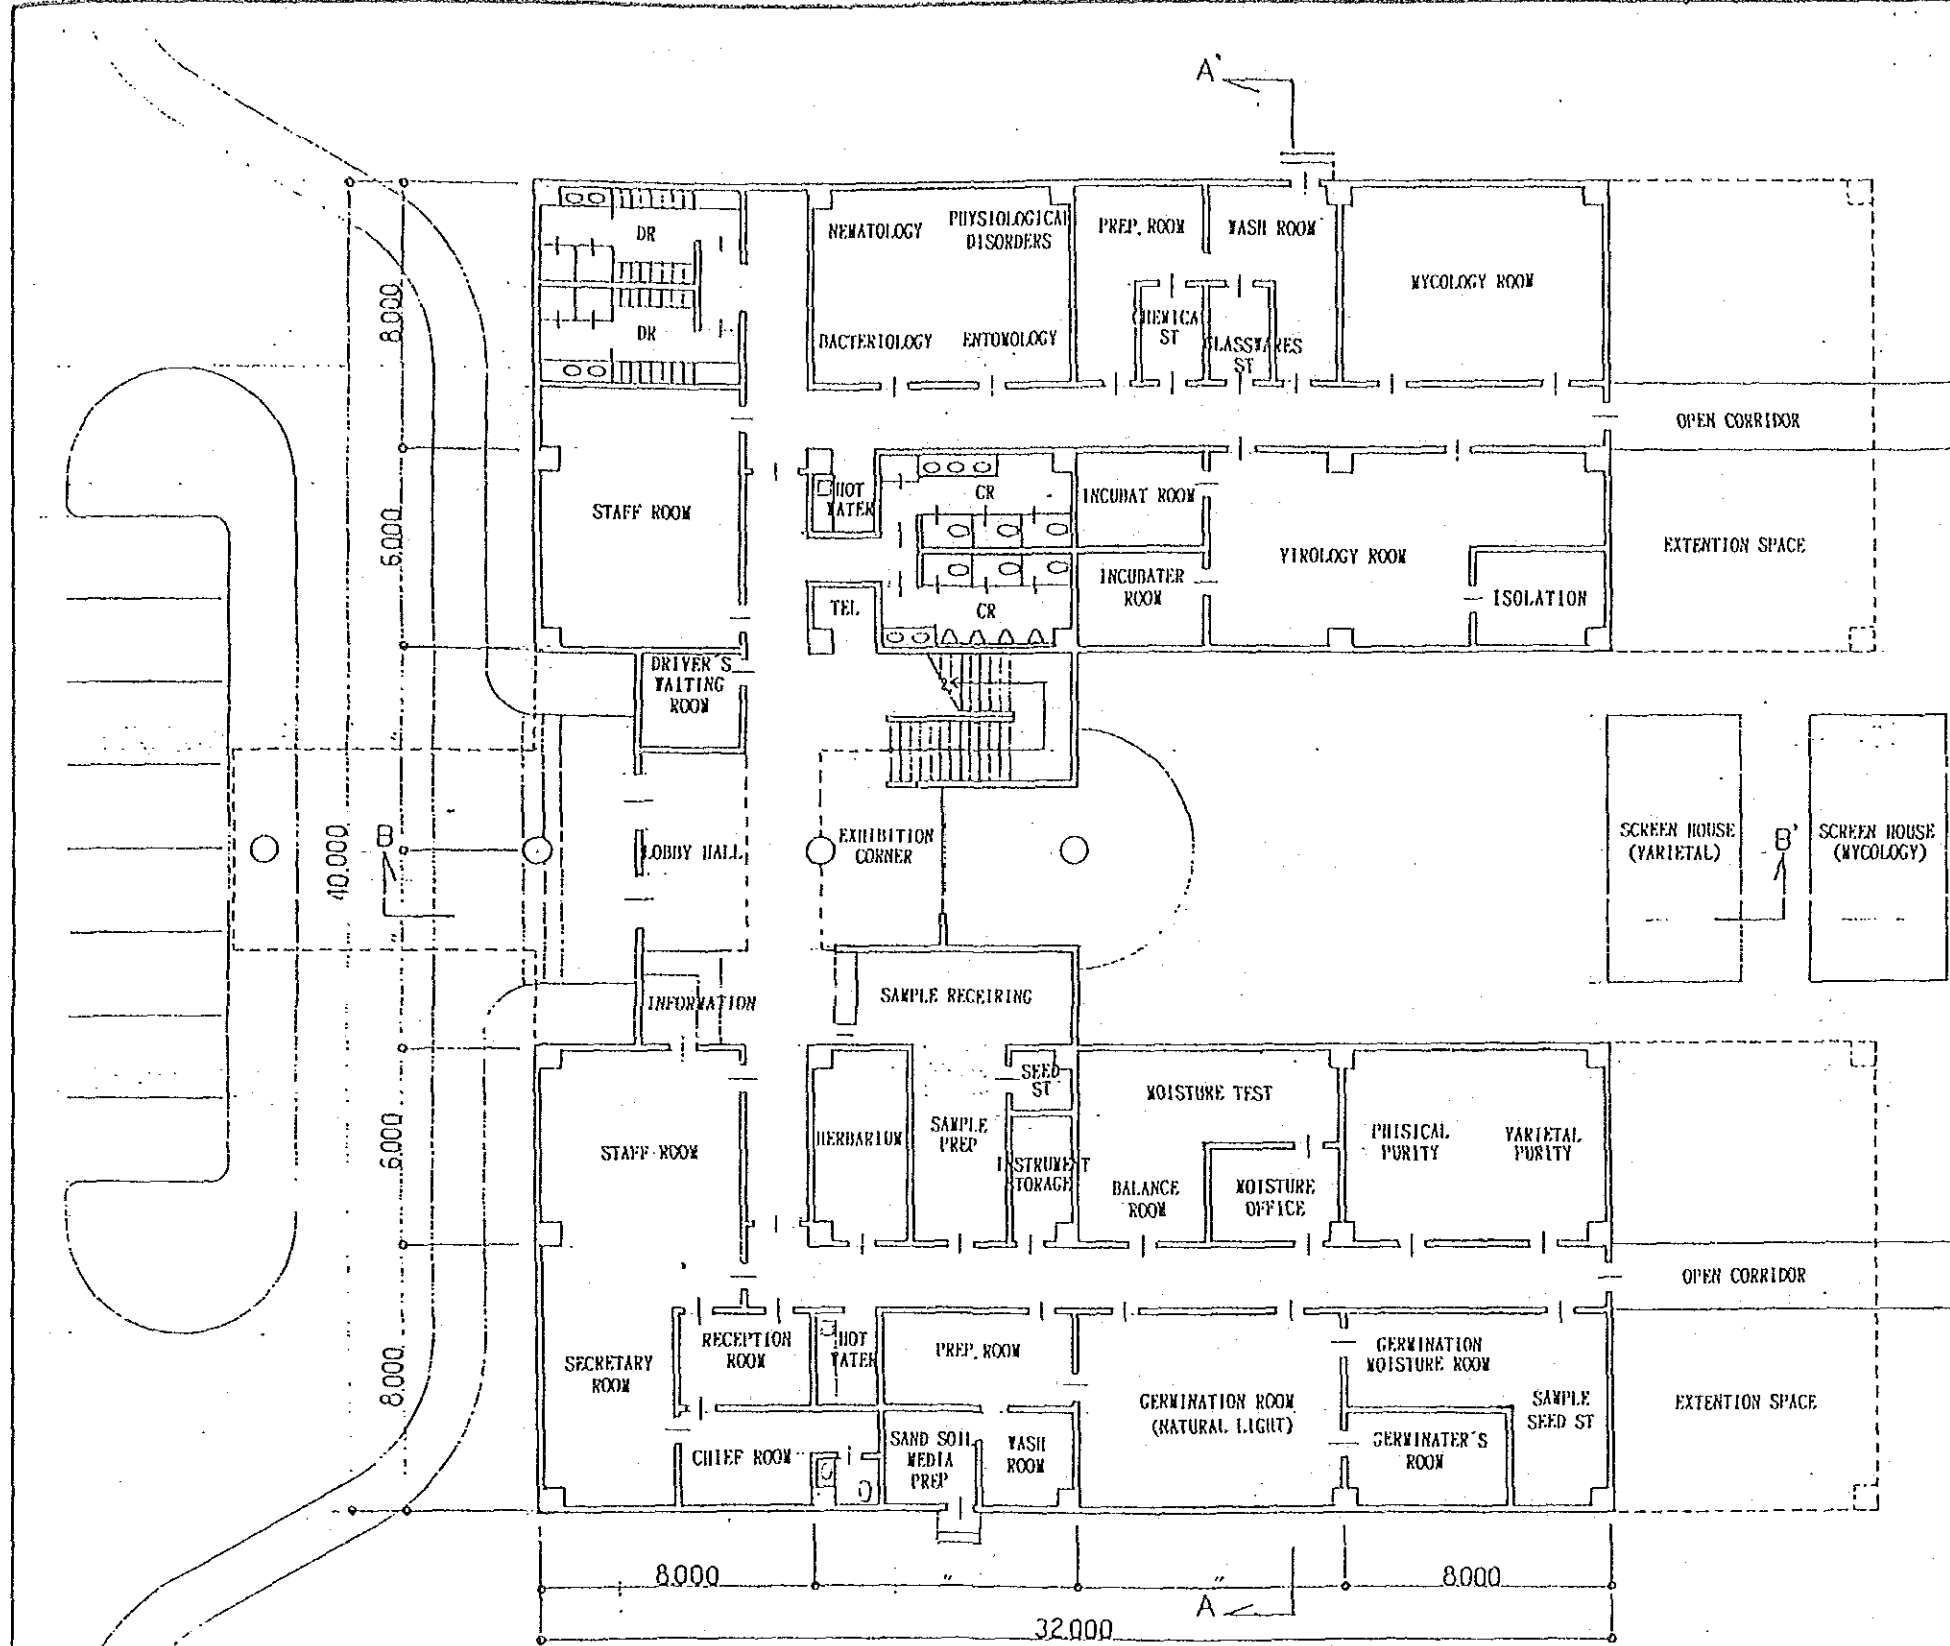 A'
DR
NEMATOLOGY
PHYSIOLOGICAL
DISORDERS
PREP. ROOM
WASH ROOM
MYCOLOGY ROOM
8.000
DR
BACTERIOLOGY
ENTOMOLOGY
CHEMICA
ST
GLASSWARES
ST
OPEN CORRIDOR
STAFF ROOM
6.000
HOT
WATER
CR
INCUBAT ROOM
VIROLOGY ROOM
EXTENTION SPACE
INCUBATER
ROOM
ISOLATION
TEL
CR
DRIVER'S
WAITING
ROOM
"
40.000
B
LOBBY HALL
EXHIBITION
CORNER
SCREEN HOUSE
(VARIETAL)
B'
SCREEN HOUSE
(MYCOLOGY)
"
INFORMATION
SAMPLE RECEIRING
SEED
ST
MOISTURE TEST
6.000
STAFF ROOM
HERBARIUM
SAMPLE
PREP
INSTRUMENT
STORAGE
BALANCE
ROOM
MOISTURE
OFFICE
PHISICAL
PURITY
VARIETAL
PURITY
OPEN CORRIDOR
8.000
SECRETARY
ROOM
RECEPTION
ROOM
HOT
WATER
PREP. ROOM
GERMINATION ROOM
(NATURAL LIGHT)
GERMINATION
MOISTURE ROOM
SAMPLE
SEED ST
EXTENTION SPACE
CHIEF ROOM
SAND SOIL
MEDIA
PREP
WASH
ROOM
GERMINATER'S
ROOM
8.000
"
"
8.000
A
32.000